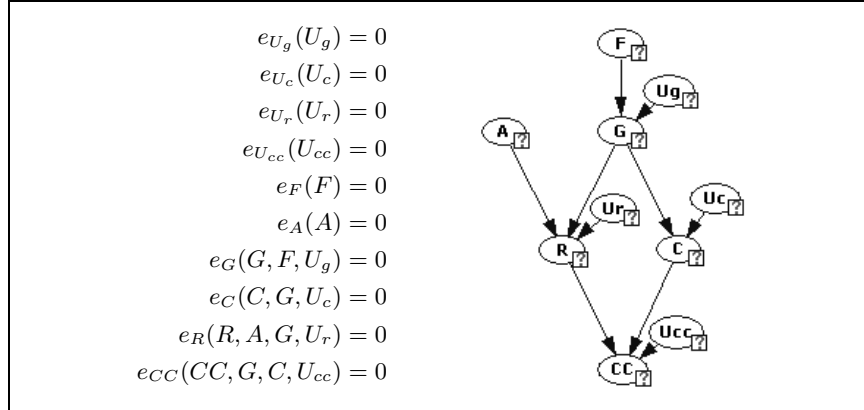 e_{U_g}(U_g) = 0
e_{U_c}(U_c) = 0
e_{U_r}(U_r) = 0
e_{U_{cc}}(U_{cc}) = 0
e_F(F) = 0
e_A(A) = 0
e_G(G, F, U_g) = 0
e_C(C, G, U_c) = 0
e_R(R, A, G, U_r) = 0
e_{CC}(CC, G, C, U_{cc}) = 0
F ?
Ug ?
A ?
G ?
Uc ?
Ur ?
R ?
C ?
Ucc ?
CC ?